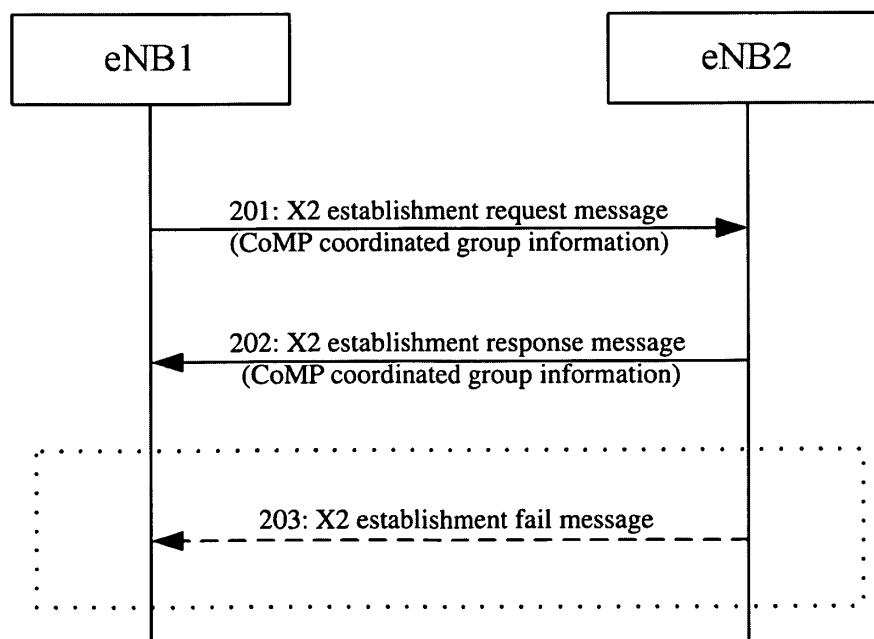 eNB1
eNB2
201: X2 establishment request message
(CoMP coordinated group information)
202: X2 establishment response message
(CoMP coordinated group information)
203: X2 establishment fail message